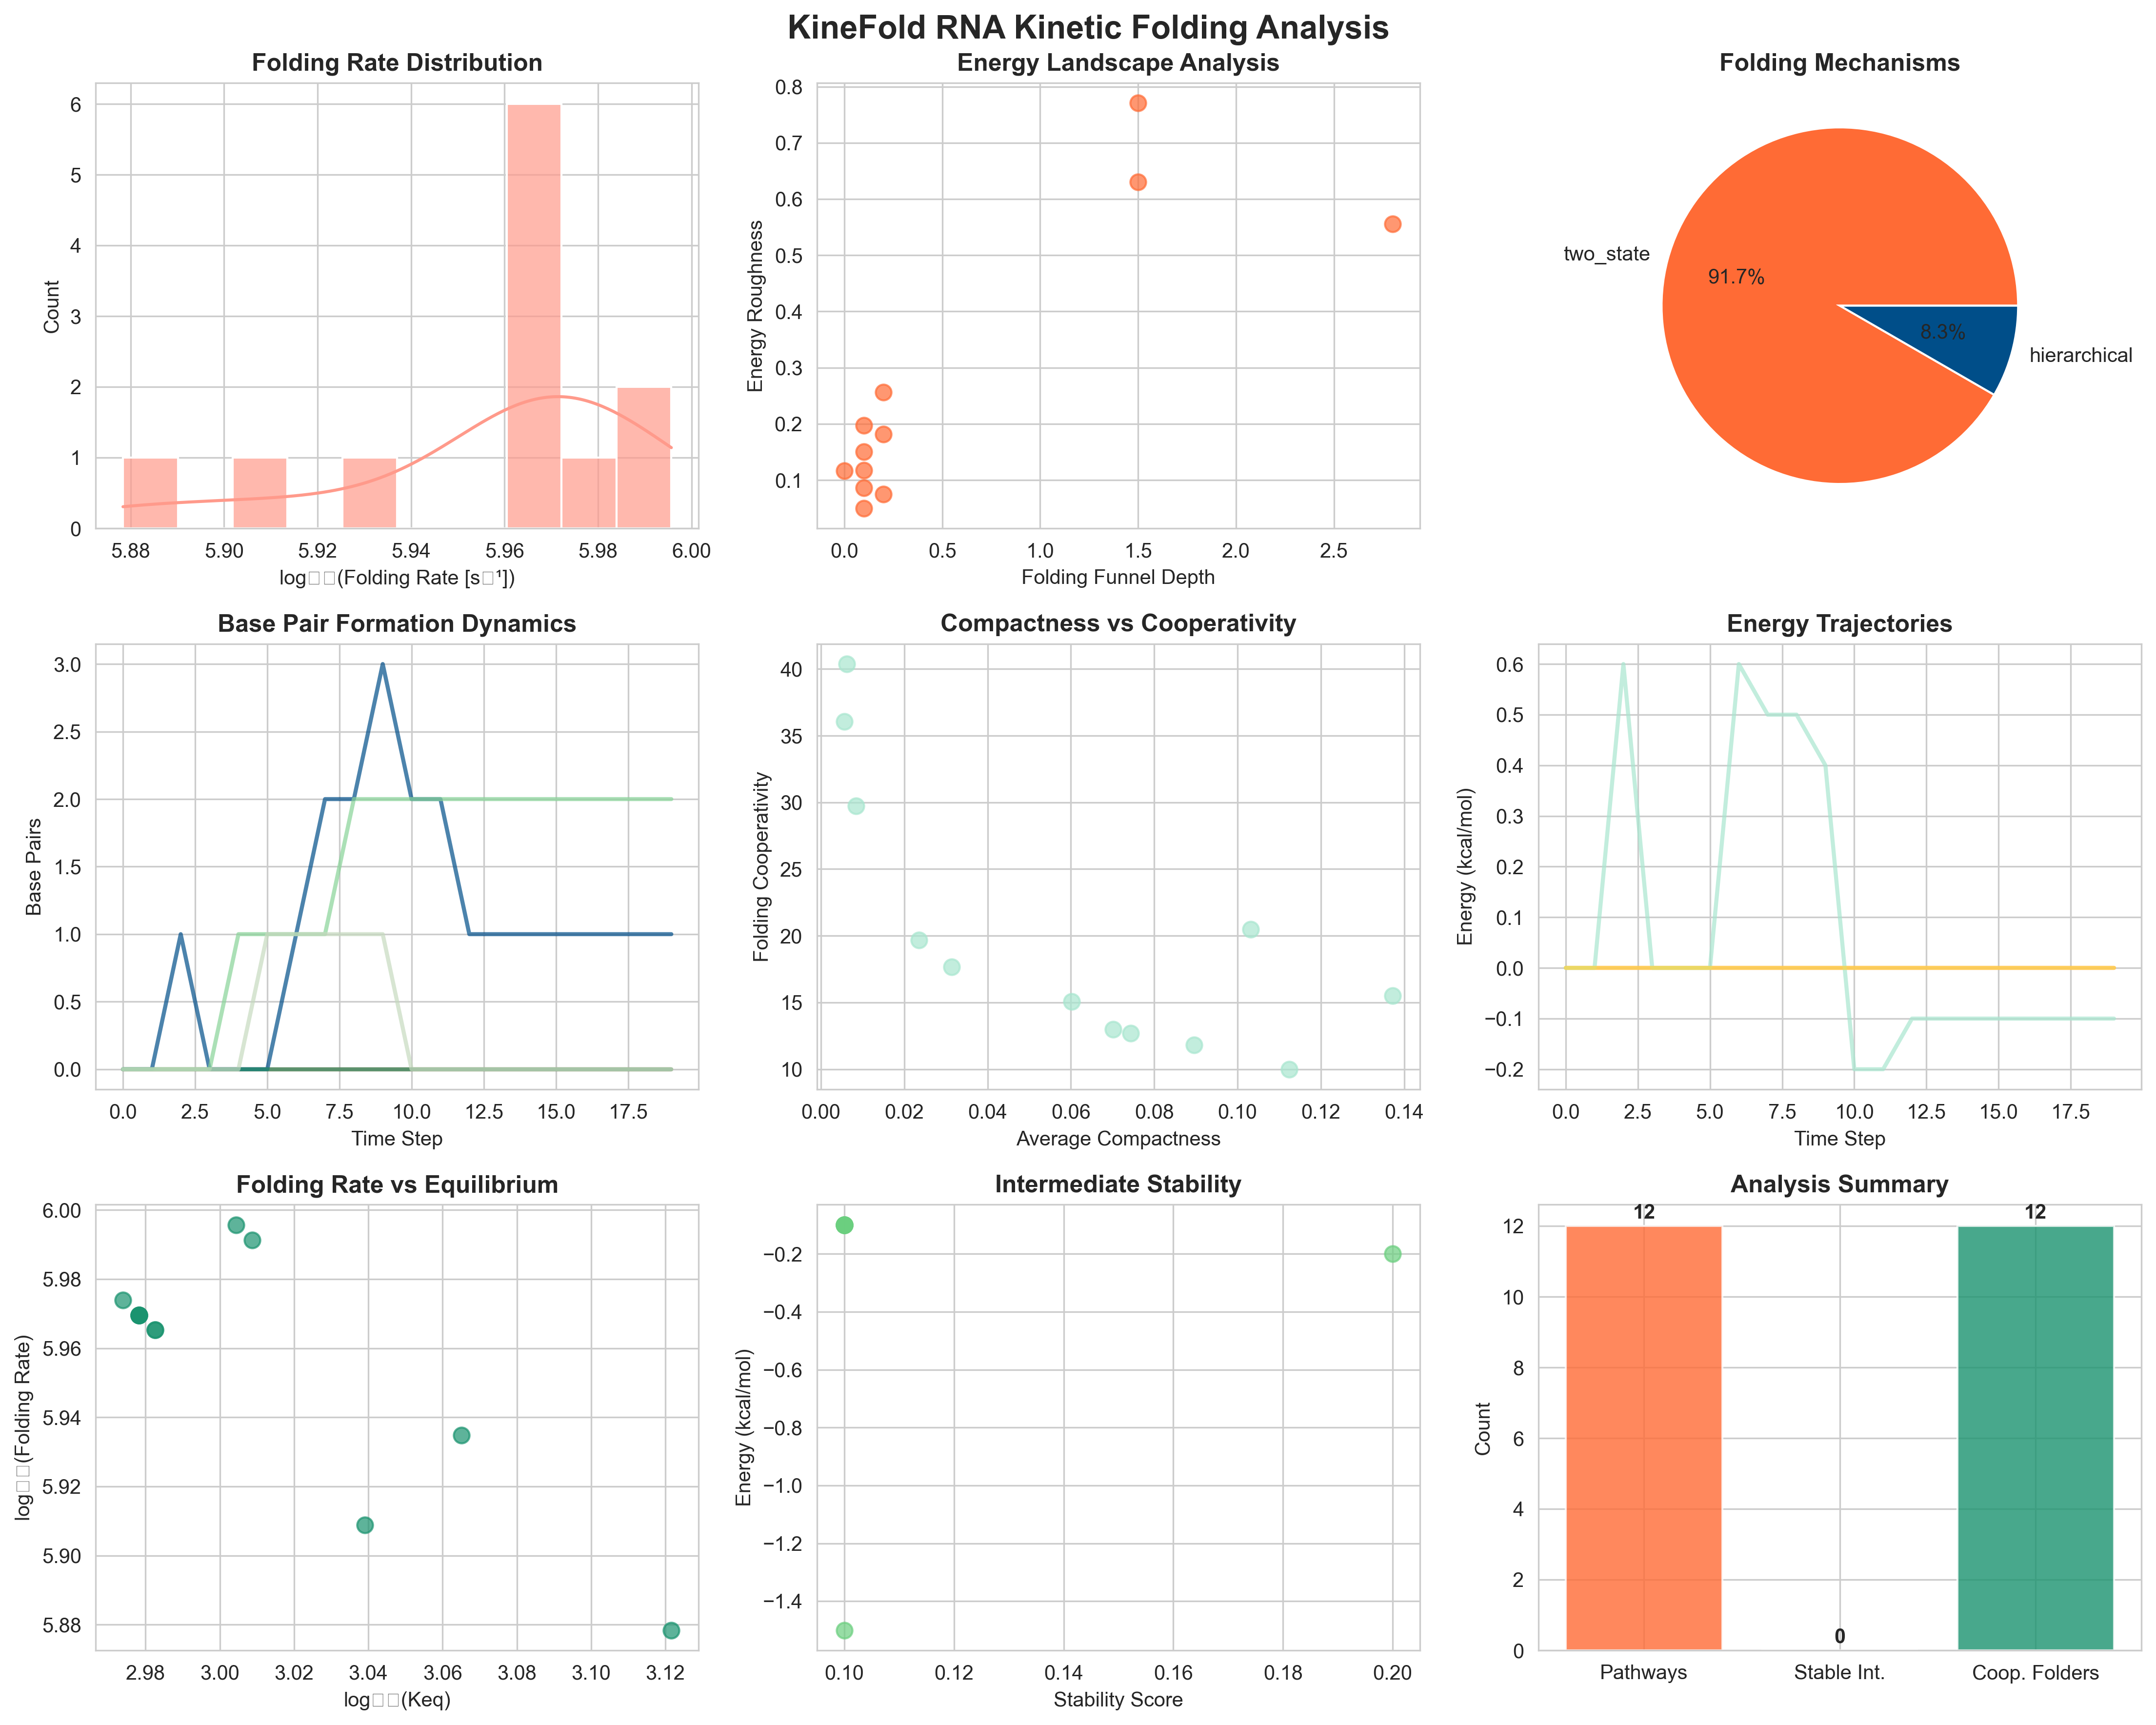 KineFold RNA Kinetic Folding Analysis
Folding Rate Distribution
6
5
4
3
2
1
0
Count
5.88 5.90 5.92 5.94 5.96 5.98 6.00
log□□(Folding Rate [s□¹])
Energy Landscape Analysis
0.8
0.7
0.6
0.5
0.4
0.3
0.2
0.1
Energy Roughness
0.0 0.5 1.0 1.5 2.0 2.5
Folding Funnel Depth
Folding Mechanisms
two_state
91.7%
8.3%
hierarchical
Base Pair Formation Dynamics
3.0
2.5
2.0
1.5
1.0
0.5
0.0
Base Pairs
0.0 2.5 5.0 7.5 10.0 12.5 15.0 17.5
Time Step
Compactness vs Cooperativity
40
35
30
25
20
15
10
Folding Cooperativity
0.00 0.02 0.04 0.06 0.08 0.10 0.12 0.14
Average Compactness
Energy Trajectories
0.6
0.5
0.4
0.3
0.2
0.1
0.0
−0.1
−0.2
Energy (kcal/mol)
0.0 2.5 5.0 7.5 10.0 12.5 15.0 17.5
Time Step
Folding Rate vs Equilibrium
6.00
5.98
5.96
5.94
5.92
5.90
5.88
log□□(Folding Rate)
2.98 3.00 3.02 3.04 3.06 3.08 3.10 3.12
log□□(Keq)
Intermediate Stability
−0.2
−0.4
−0.6
−0.8
−1.0
−1.2
−1.4
Energy (kcal/mol)
0.10 0.12 0.14 0.16 0.18 0.20
Stability Score
Analysis Summary
12
10
8
6
4
2
0
Count
12
0
12
Pathways Stable Int. Coop. Folders